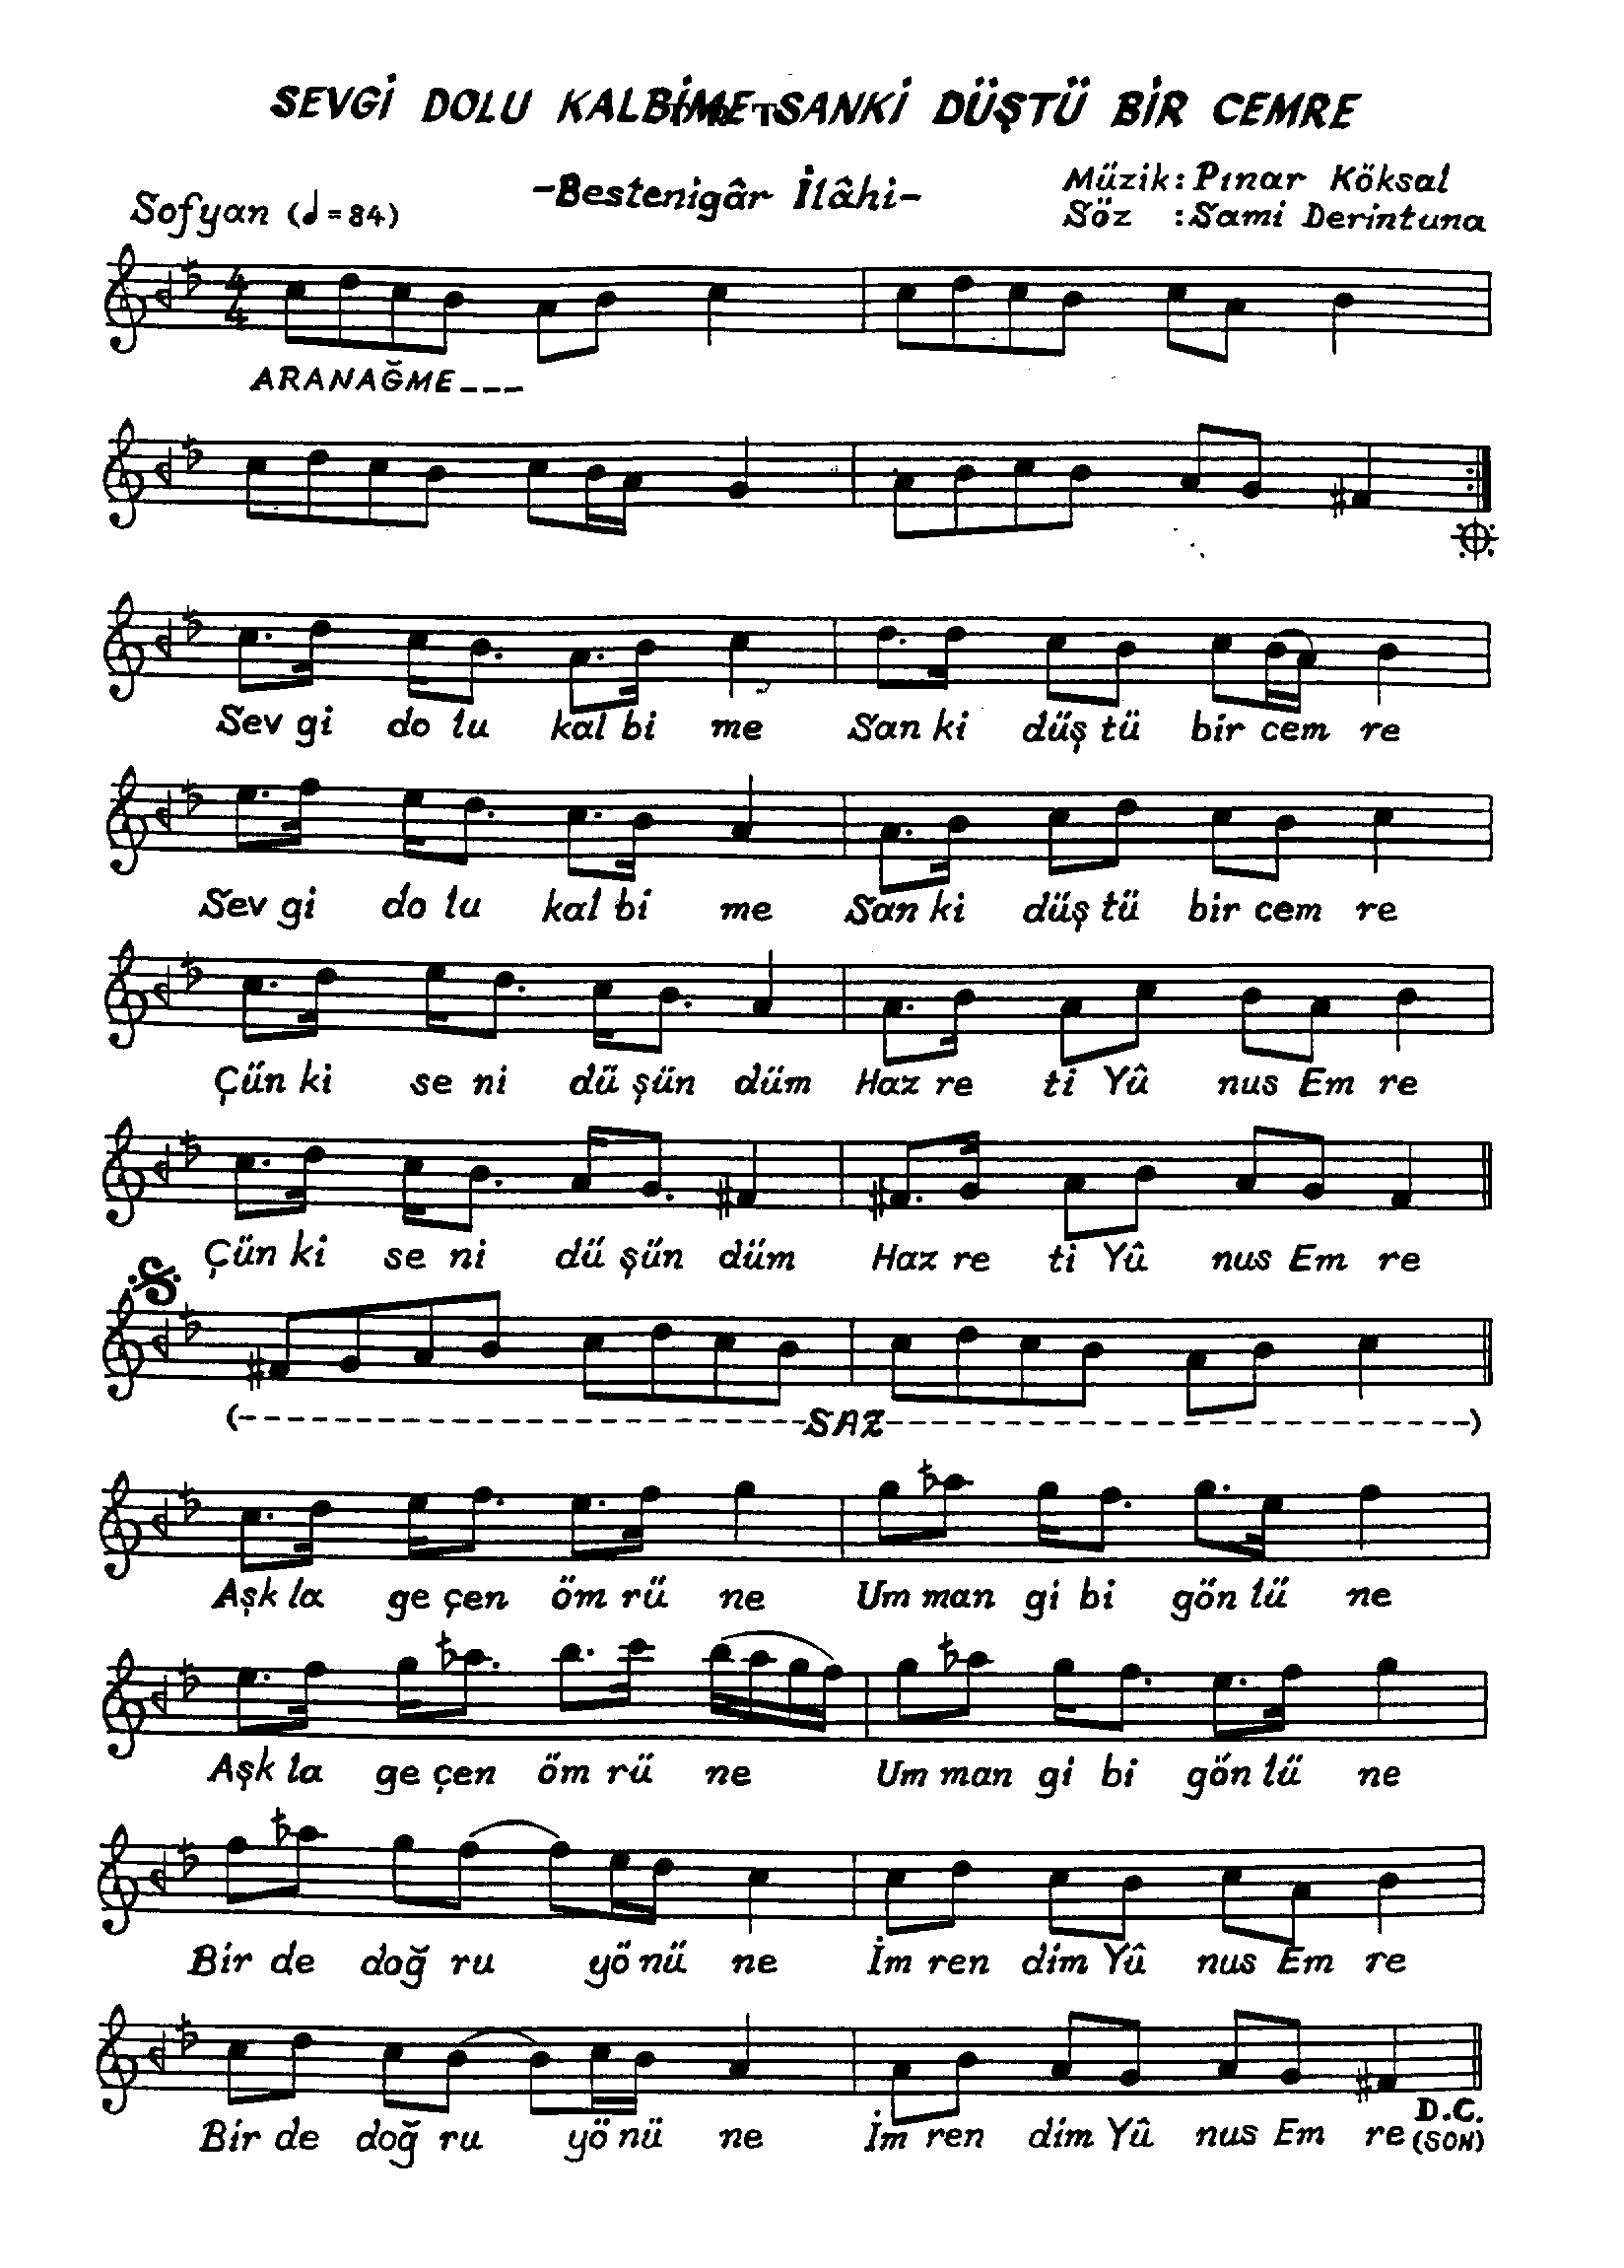 SEVGİ DOLU KALBİME SANKİ DÜŞTÜ BİR CEMRE
-Bestenigâr İlâhi-
Müzik: Pınar Köksal
Söz : Sami Derintuna
Sofyan (♩=84)
4/4
ARANAĞME---
Sev gi do lu kal bi me San ki düş tü bir cem re
Sev gi do lu kal bi me San ki düş tü bir cem re
Çün ki se ni dü şün düm Haz re ti Yû nus Em re
Çün ki se ni dü şün düm Haz re ti Yû nus Em re
(---SAZ---)
Aşk la ge çen öm rü ne Um man gi bi gön lü ne
Aşk la ge çen öm rü ne Um man gi bi gön lü ne
Bir de doğ ru yö nü ne İm ren dim Yû nus Em re
Bir de doğ ru yö nü ne İm ren dim Yû nus Em re
D.C.
(SON)